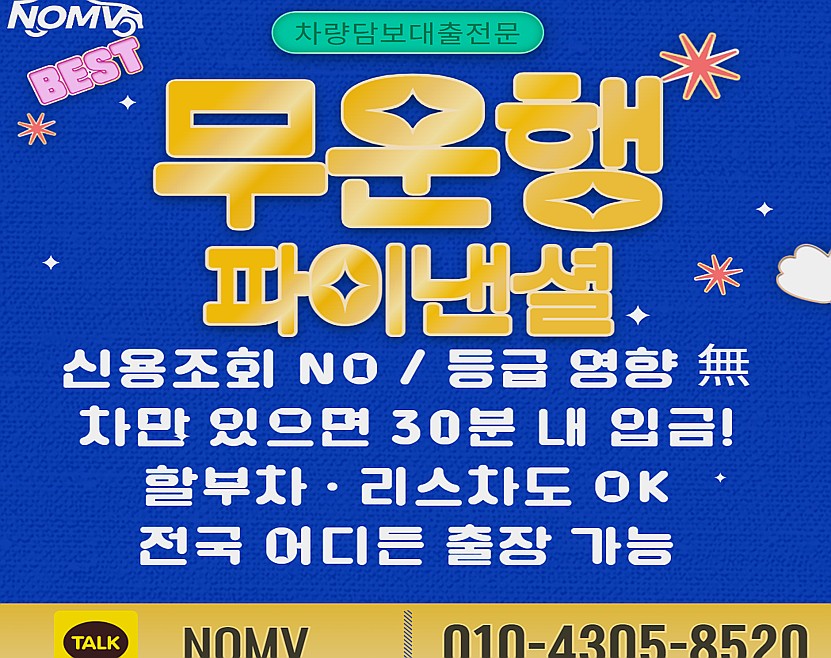 NOMV
차량담보대출전문
BEST
무운행
파이낸셜
신용조회 NO / 등급 영향 無
차만 있으면 30분 내 입금!
할부차 · 리스차도 OK
전국 어디든 출장 가능
TALK NOMV 010-4305-8520